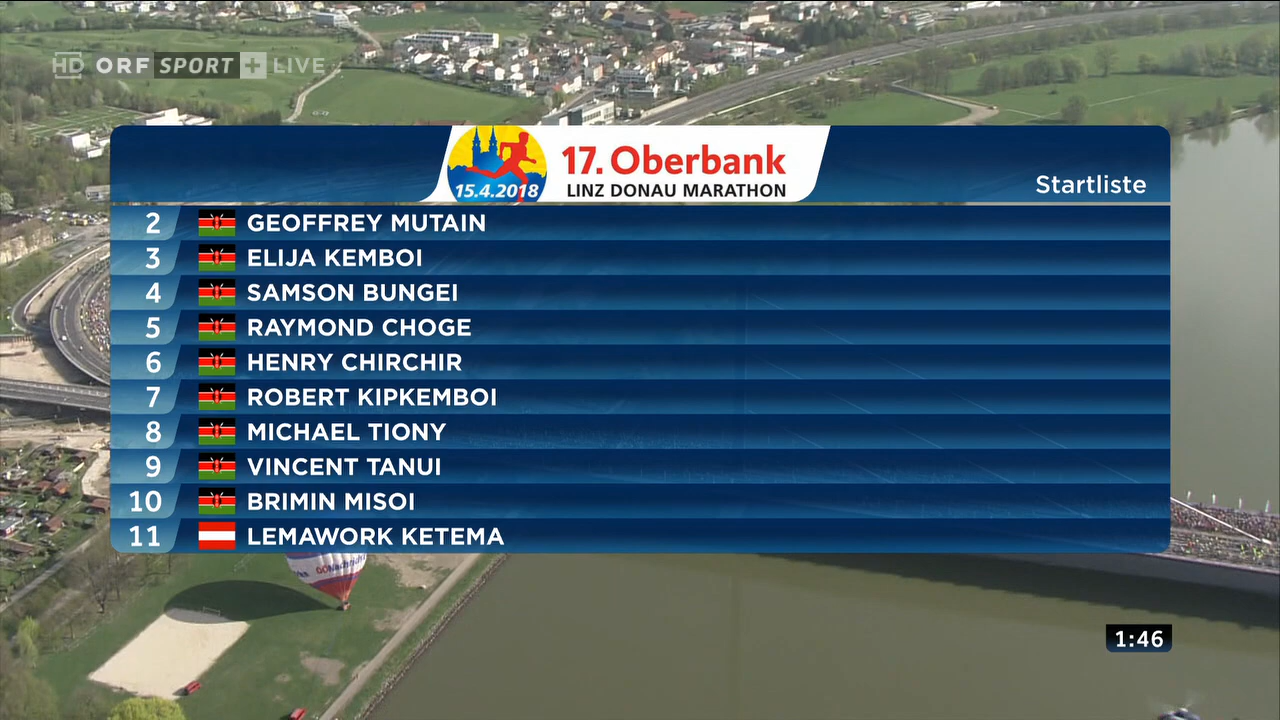 HD ORF SPORT + LIVE
15.4.2018
17. Oberbank
LINZ DONAU MARATHON
Startliste
2 GEOFFREY MUTAIN
3 ELIJA KEMBOI
4 SAMSON BUNGEI
5 RAYMOND CHOGE
6 HENRY CHIRCHIR
7 ROBERT KIPKEMBOI
8 MICHAEL TIONY
9 VINCENT TANUI
10 BRIMIN MISOI
11 LEMAWORK KETEMA
1:46